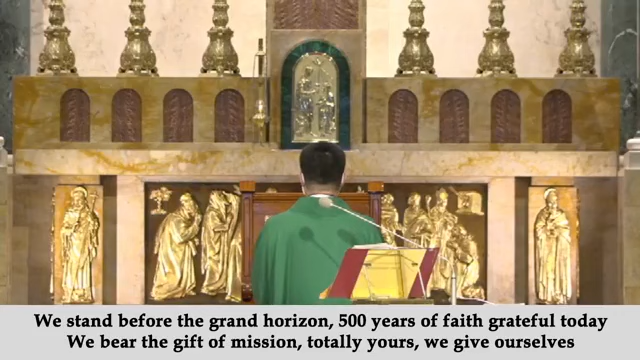 We stand before the grand horizon, 500 years of faith grateful today
We bear the gift of mission, totally yours, we give ourselves